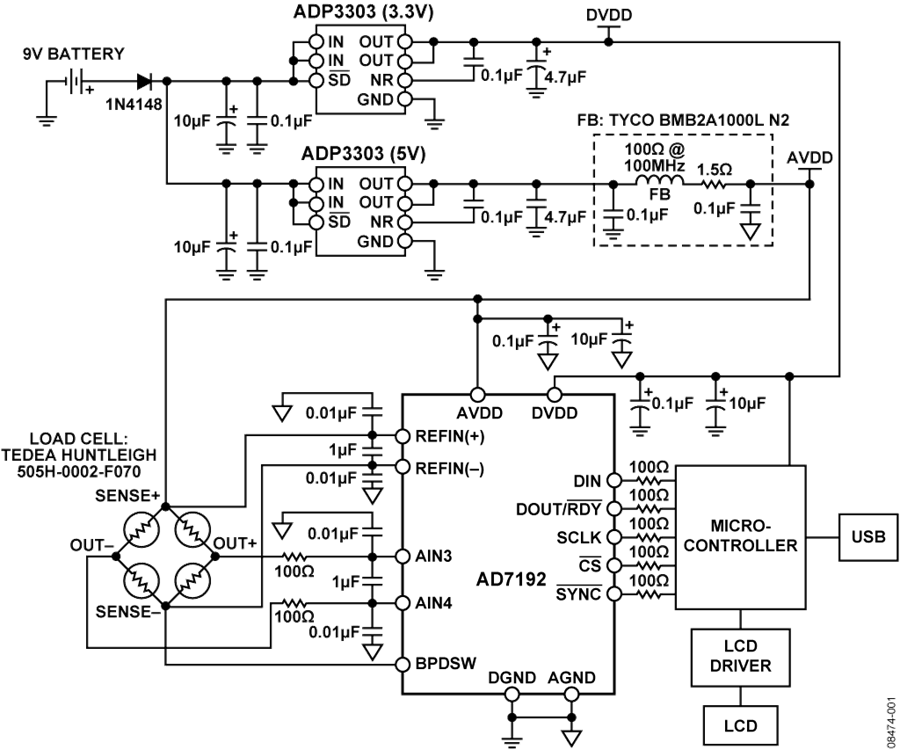 ADP3303 (3.3V)
DVDD
9V BATTERY
+
1N4148
10µF
+
0.1µF
IN
IN
SD
OUT
OUT
NR
GND
0.1µF
+
4.7µF
FB: TYCO BMB2A1000L N2
ADP3303 (5V)
10µF
+
0.1µF
IN
IN
SD
OUT
OUT
NR
GND
0.1µF
4.7µF
100Ω @
100MHz
FB
1.5Ω
0.1µF
0.1µF
AVDD
0.1µF
+
10µF
+
AVDD
DVDD
+
0.1µF
+
10µF
0.01µF
1µF
0.01µF
REFIN(+)
REFIN(–)
LOAD CELL:
TEDEA HUNTLEIGH
505H-0002-F070
SENSE+
OUT–
OUT+
SENSE–
0.01µF
100Ω
1µF
100Ω
0.01µF
AIN3
AIN4
BPDSW
AD7192
DIN
DOUT/RDY
SCLK
CS
SYNC
100Ω
100Ω
100Ω
100Ω
100Ω
MICRO-
CONTROLLER
USB
LCD
DRIVER
LCD
DGND
AGND
08474-001